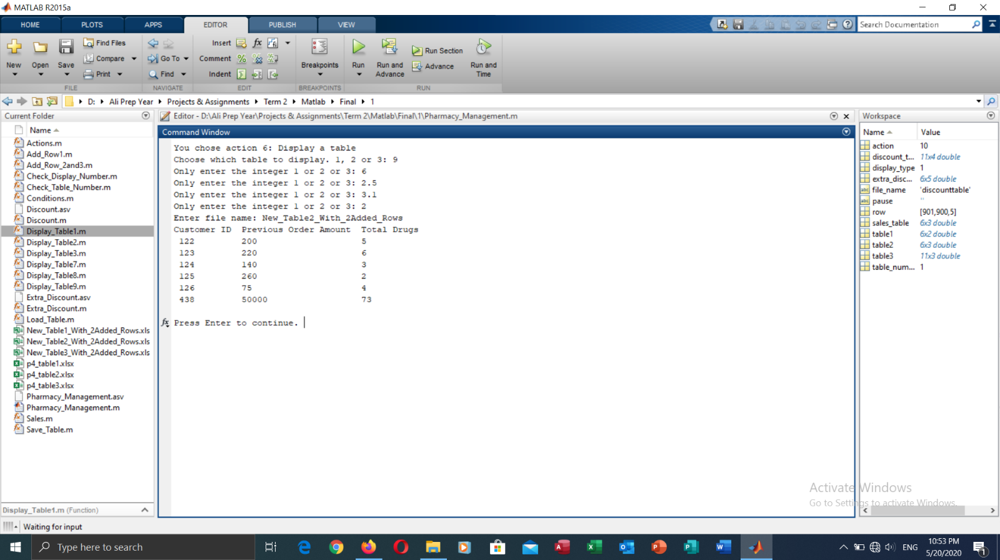 MATLAB R2015a
HOME PLOTS APPS EDITOR PUBLISH VIEW
Search Documentation
New Open Save
Find Files
Compare
Print
Go To
Find
Insert fx
Comment
Indent
Breakpoints
Run
Run and Advance
Run Section
Advance
Run and Time
FILE NAVIGATE EDIT BREAKPOINTS RUN
D: Ali Prep Year Projects & Assignments Term 2 Matlab Final 1
Current Folder
Name
Actions.m
Add_Row1.m
Add_Row_2and3.m
Check_Display_Number.m
Check_Table_Number.m
Conditions.m
Discount.asv
Discount.m
Display_Table1.m
Display_Table2.m
Display_Table3.m
Display_Table7.m
Display_Table8.m
Display_Table9.m
Extra_Discount.asv
Extra_Discount.m
Load_Table.m
New_Table1_With_2Added_Rows.xls
New_Table2_With_2Added_Rows.xls
New_Table3_With_2Added_Rows.xls
p4_table1.xlsx
p4_table2.xlsx
p4_table3.xlsx
Pharmacy_Management.asv
Pharmacy_Management.m
Sales.m
Save_Table.m
Display_Table1.m (Function)
Editor - D:\Ali Prep Year\Projects & Assignments\Term 2\Matlab\Final\1\Pharmacy_Management.m
Command Window
You chose action 6: Display a table
Choose which table to display. 1, 2 or 3: 9
Only enter the integer 1 or 2 or 3: 6
Only enter the integer 1 or 2 or 3: 2.5
Only enter the integer 1 or 2 or 3: 3.1
Only enter the integer 1 or 2 or 3: 2
Enter file name: New_Table2_With_2Added_Rows
Customer ID Previous Order Amount Total Drugs
122 200 5
123 220 6
124 140 3
125 260 2
126 75 4
438 50000 73
fx Press Enter to continue.
Workspace
Name Value
action 10
discount_t... 11x4 double
display_type 1
extra_disc... 6x5 double
file_name 'discounttable'
pause ''
row [901,900,5]
sales_table 6x3 double
table1 6x2 double
table2 6x3 double
table3 11x3 double
table_num... 1
Activate Windows
Go to Settings to activate Windows.
Waiting for input
Type here to search
ENG
10:53 PM
5/20/2020
1